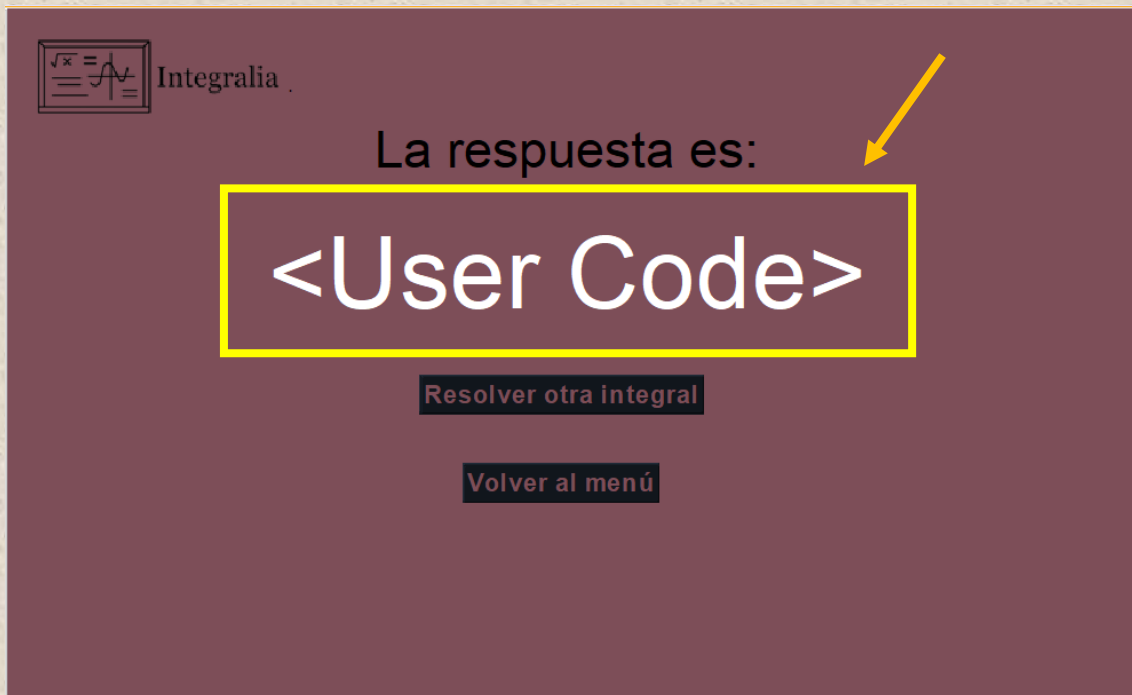 Integralia .
La respuesta es:
<User Code>
Resolver otra integral
Volver al menú